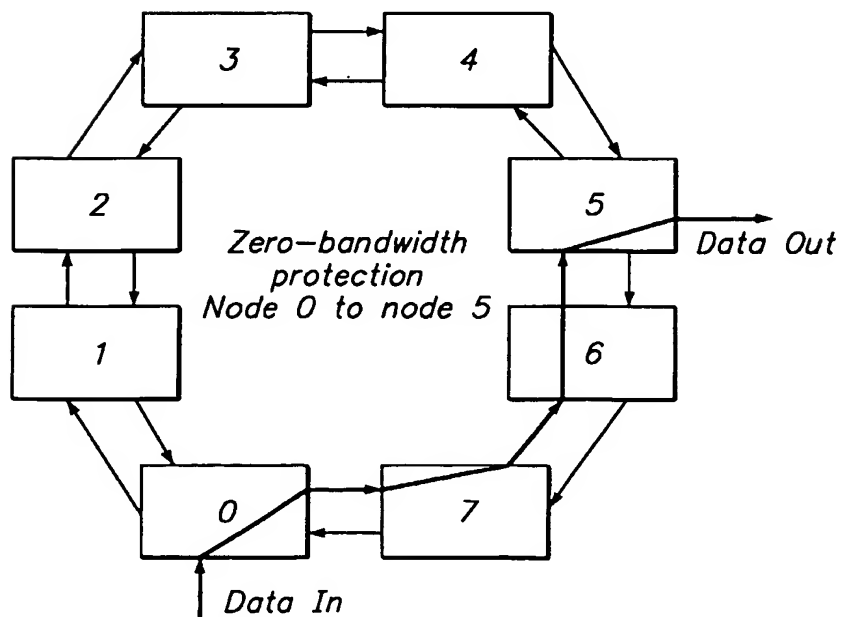 3
4
2
5
Zero-bandwidth
protection
Node 0 to node 5
Data Out
1
6
0
7
Data In